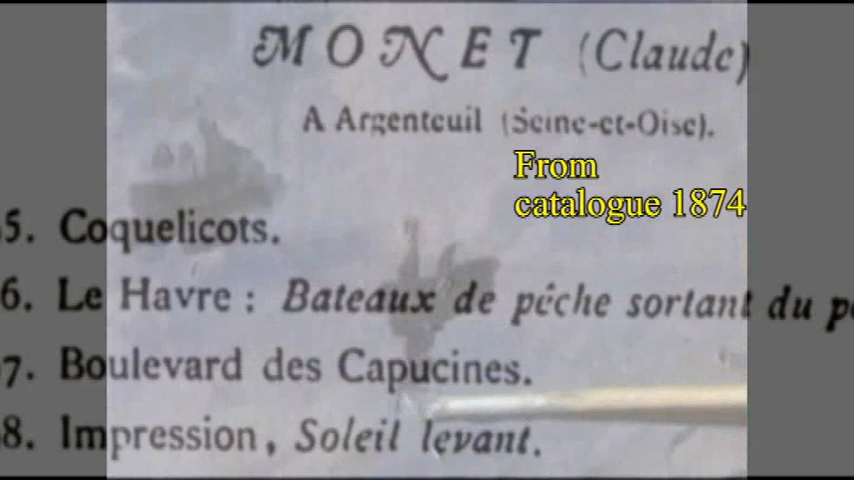 MONET (Claude)
A Argenteuil (Seine-et-Oise).
From
catalogue 1874
5. Coquelicots.
6. Le Havre : Bateaux de pêche sortant du
7. Boulevard des Capucines.
8. Impression, Soleil levant.